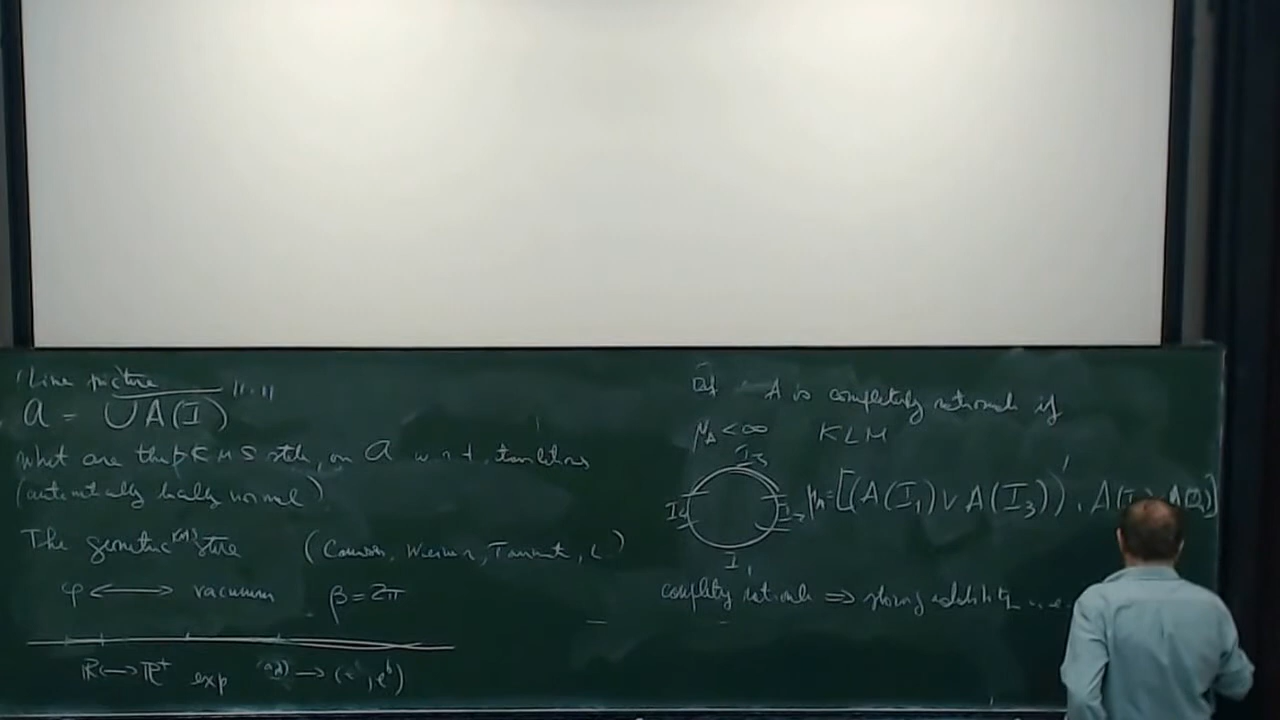 Line picture
a = ∪ A(I) ‖·‖
What are the β KMS states on a w.r.t. translations
(automatically locally normal)
The geometric KMS state (Camassa, Weiner, Tanimoto, L)
φ ⟷ vacuum β = 2π
ℝ ⟷ ℝ⁺ exp (a,b) → (eᵃ, eᵇ)
Def A is completely rational if
μ_A < ∞ KLM
I₃
I₄ I₂ μ_A = [(A(I₁) ∨ A(I₃))', A(I₂)
I₁
completely rational ⇒ strong additivity